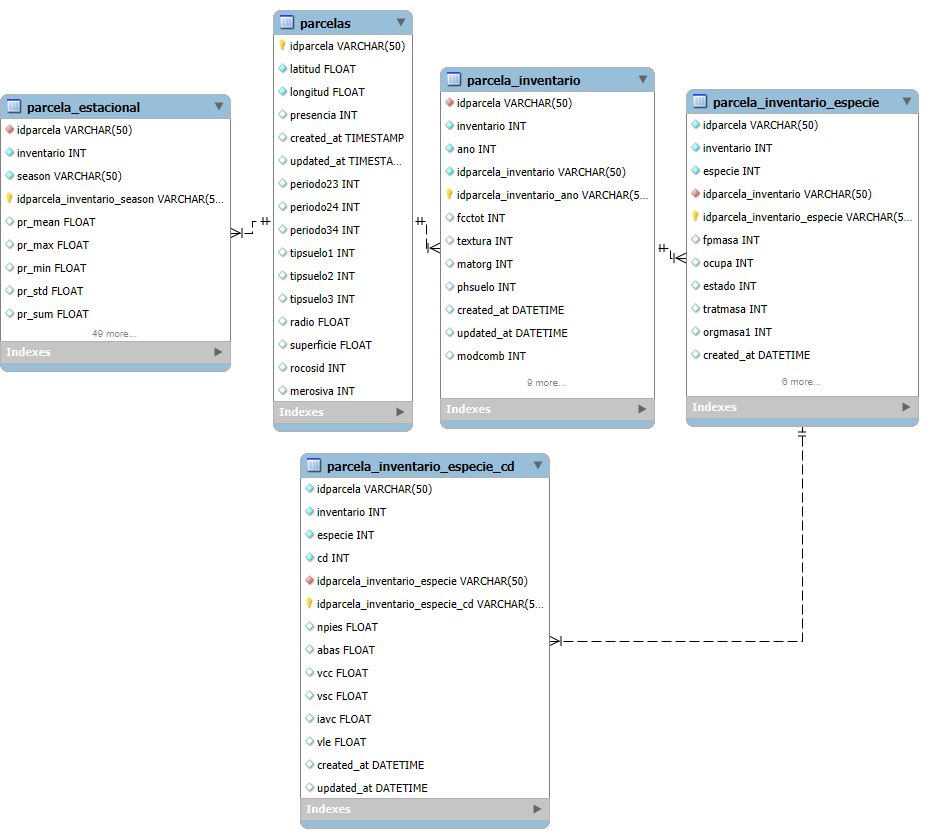 parcelas
idparcela VARCHAR(50)
latitud FLOAT
longitud FLOAT
presencia INT
created_at TIMESTAMP
updated_at TIMESTA...
periodo23 INT
periodo24 INT
periodo34 INT
tipsuelo1 INT
tipsuelo2 INT
tipsuelo3 INT
radio FLOAT
superficie FLOAT
rocosid INT
merosiva INT
Indexes
parcela_estacional
idparcela VARCHAR(50)
inventario INT
season VARCHAR(50)
idparcela_inventario_season VARCHAR(5...
pr_mean FLOAT
pr_max FLOAT
pr_min FLOAT
pr_std FLOAT
pr_sum FLOAT
49 more...
Indexes
parcela_inventario
idparcela VARCHAR(50)
inventario INT
ano INT
idparcela_inventario VARCHAR(50)
idparcela_inventario_ano VARCHAR(5...
fcctot INT
textura INT
matorg INT
phsuelo INT
created_at DATETIME
updated_at DATETIME
modcomb INT
9 more...
Indexes
parcela_inventario_especie
idparcela VARCHAR(50)
inventario INT
especie INT
idparcela_inventario VARCHAR(50)
idparcela_inventario_especie VARCHAR(5...
fpmasa INT
ocupa INT
estado INT
tratmasa INT
orgmasa1 INT
created_at DATETIME
6 more...
Indexes
parcela_inventario_especie_cd
idparcela VARCHAR(50)
inventario INT
especie INT
cd INT
idparcela_inventario_especie VARCHAR(50)
idparcela_inventario_especie_cd VARCHAR(5...
npies FLOAT
abas FLOAT
vcc FLOAT
vsc FLOAT
iavc FLOAT
vle FLOAT
created_at DATETIME
updated_at DATETIME
Indexes